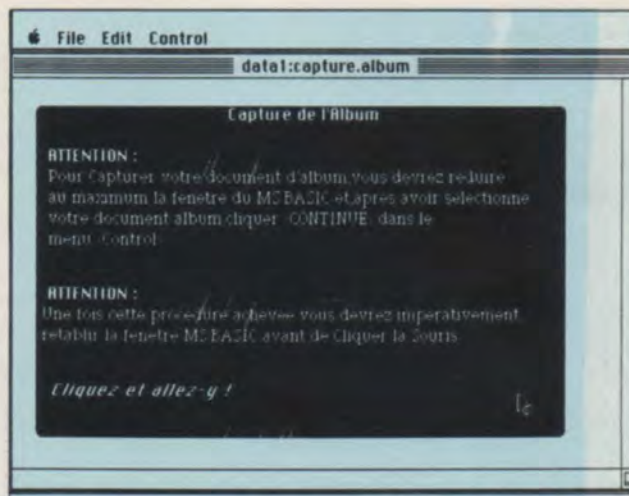 File Edit Control
data1:capture.album
Capture de l'Album
ATTENTION :
Pour Capturer votre document d'album vous devrez reduire
au maximum la fenetre du MS BASIC et apres avoir selectionne
votre document album cliquer CONTINUE dans le
menu Control
ATTENTION :
Une fois cette procedure achevee vous devrez imperativement
retablir la fenetre MS BASIC avant de Cliquer la Souris
Cliquez et allez-y !